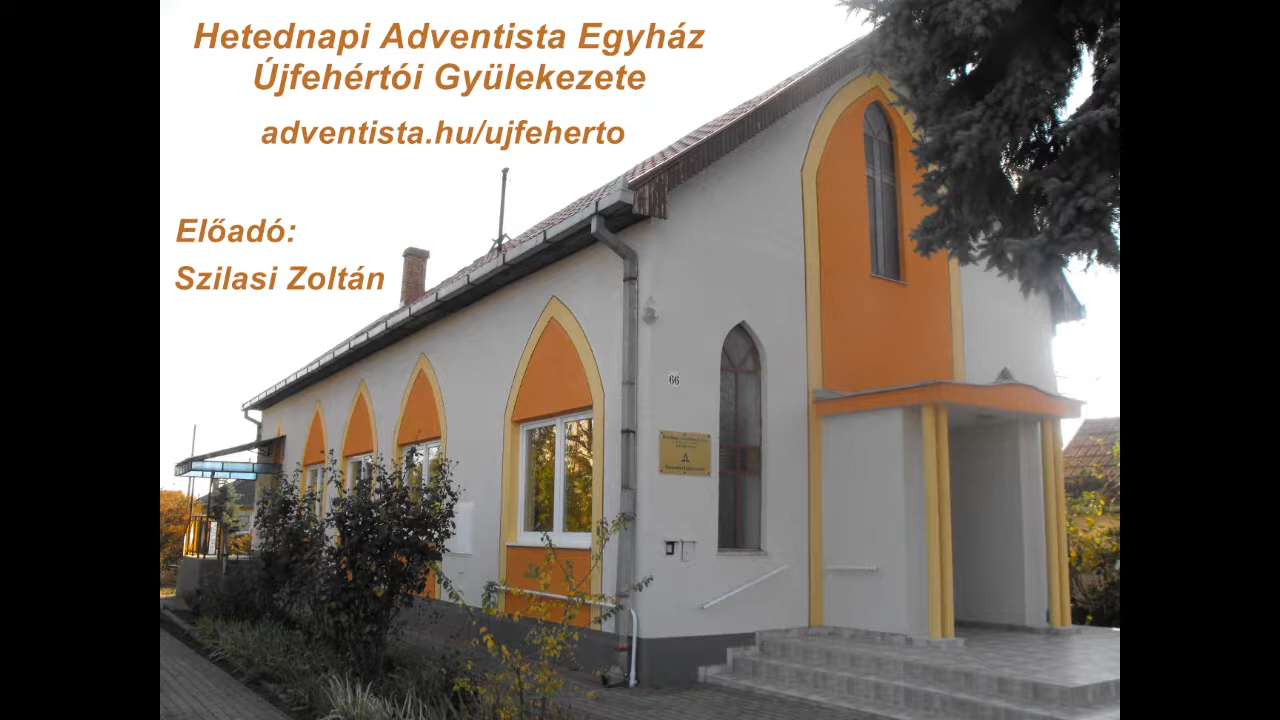 Hetednapi Adventista Egyház
Újfehértói Gyülekezete
adventista.hu/ujfeherto
Előadó:
Szilasi Zoltán
66